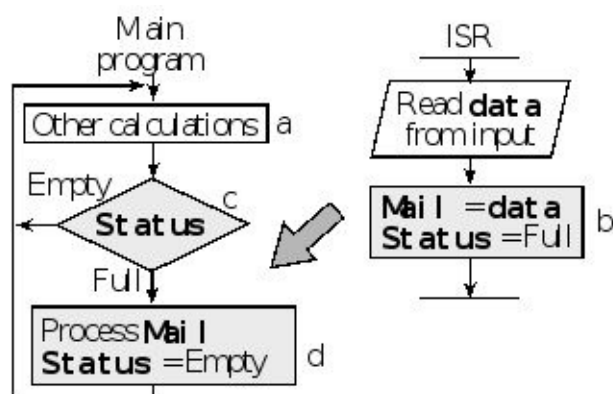 Main
program
Other calculations
a
Empty
c
Status
Full
Process Mail
Status = Empty
d
ISR
Read data
from input
Mail = data
Status = Full
b